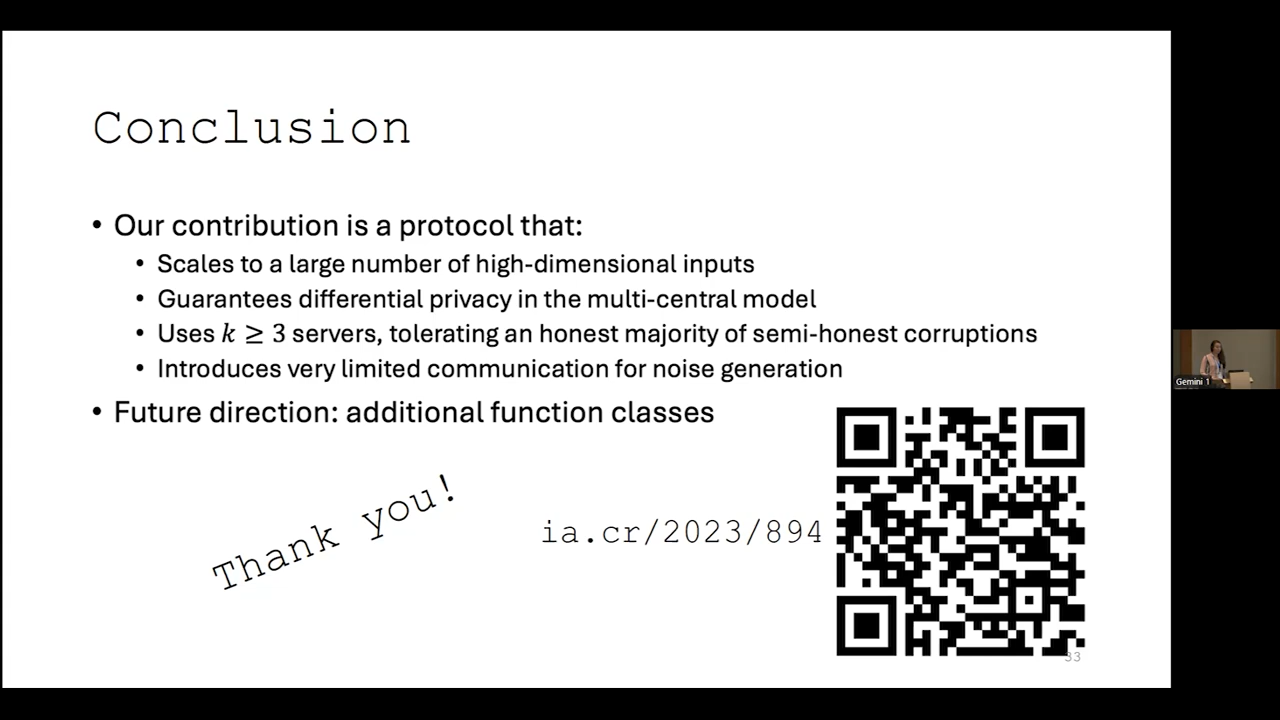 Conclusion
• Our contribution is a protocol that:
• Scales to a large number of high-dimensional inputs
• Guarantees differential privacy in the multi-central model
• Uses k ≥ 3 servers, tolerating an honest majority of semi-honest corruptions
• Introduces very limited communication for noise generation
• Future direction: additional function classes
Thank you!
ia.cr/2023/894
33
Gemini 1